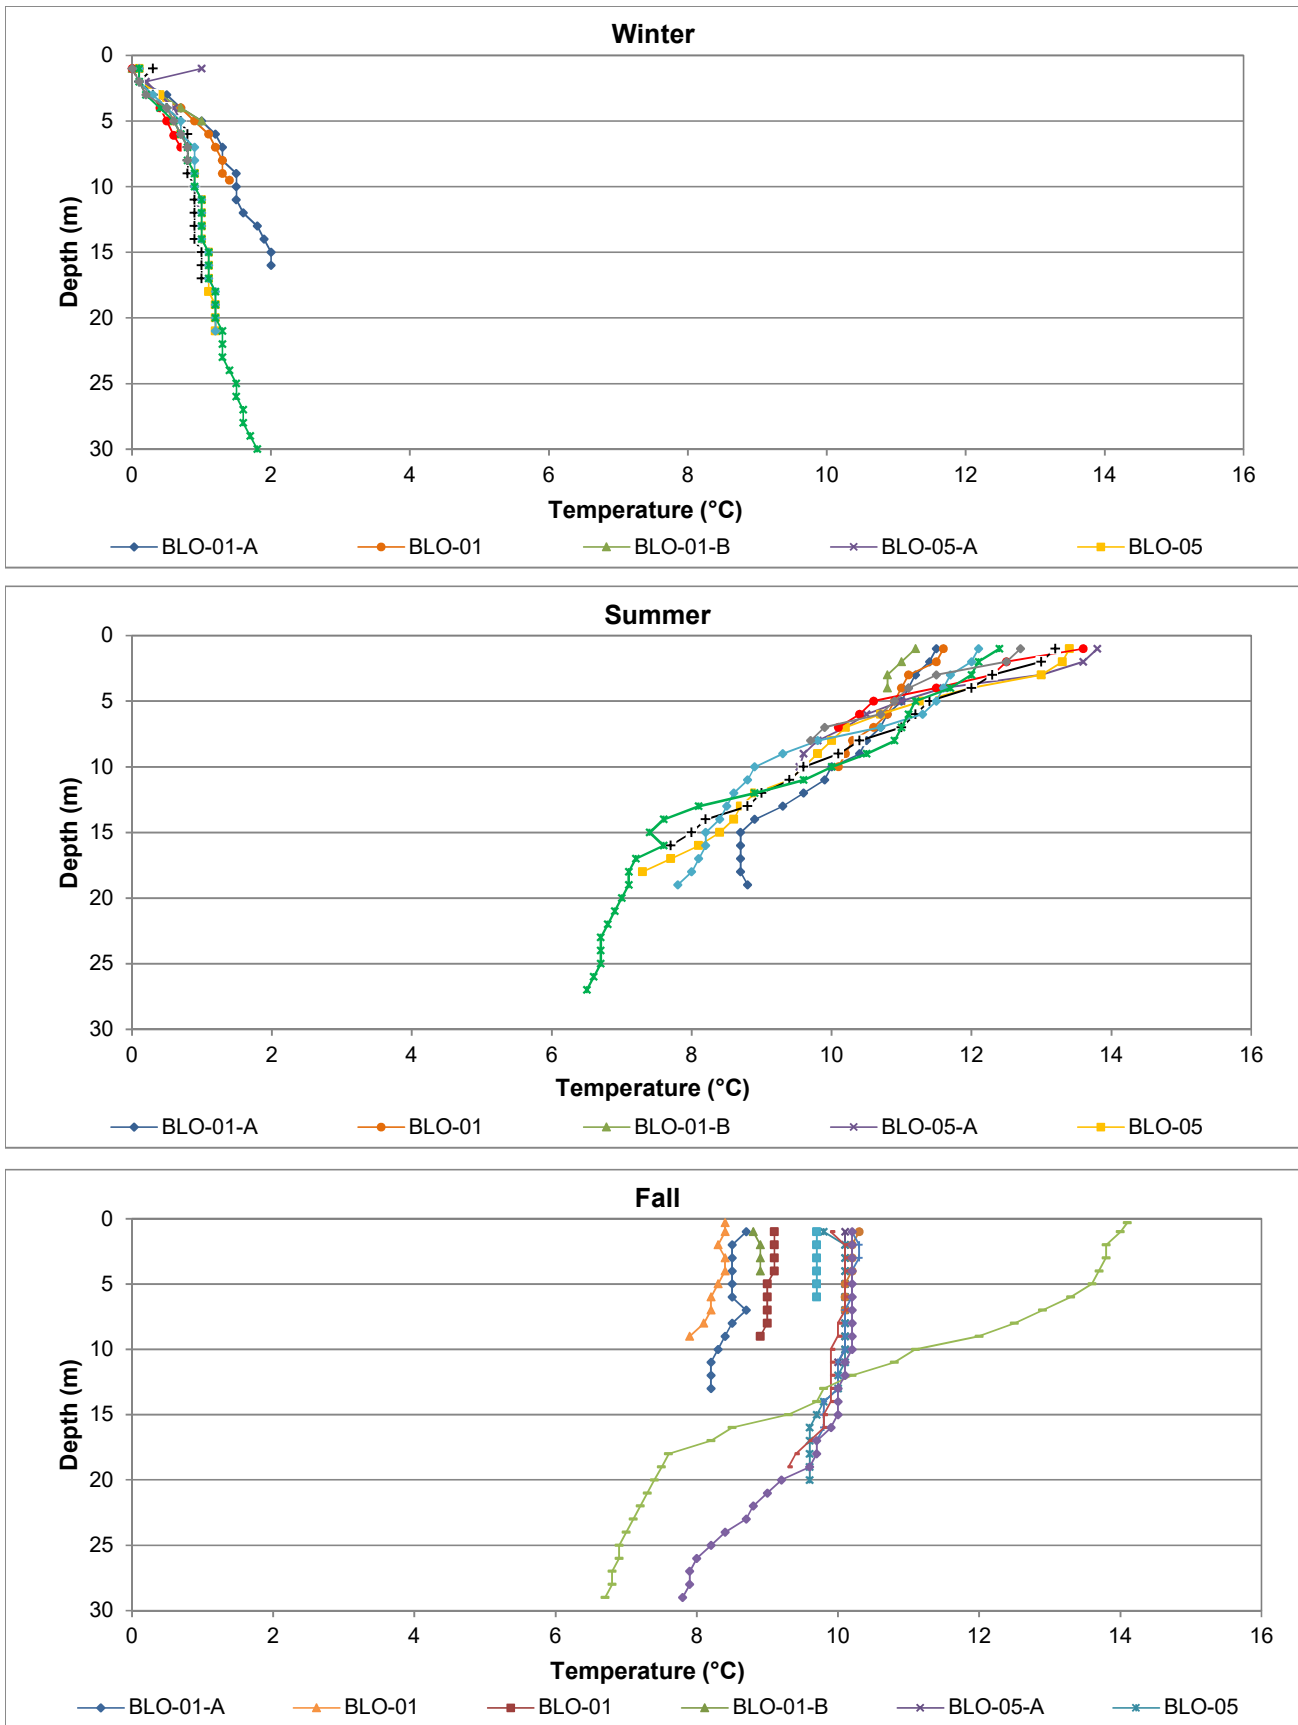 Winter
0
5
10
15
20
25
30
Depth (m)
0 2 4 6 8 10 12 14 16
Temperature (°C)
BLO-01-A BLO-01 BLO-01-B BLO-05-A BLO-05
Summer
0
5
10
15
20
25
30
Depth (m)
0 2 4 6 8 10 12 14 16
Temperature (°C)
BLO-01-A BLO-01 BLO-01-B BLO-05-A BLO-05
Fall
0
5
10
15
20
25
30
Depth (m)
0 2 4 6 8 10 12 14 16
Temperature (°C)
BLO-01-A BLO-01 BLO-01 BLO-01-B BLO-05-A BLO-05